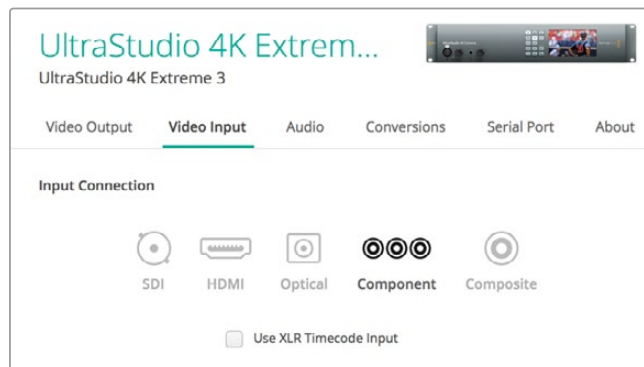 UltraStudio 4K Extrem...
UltraStudio 4K Extreme 3
Video Output Video Input Audio Conversions Serial Port About
Input Connection
SDI HDMI Optical Component Composite
Use XLR Timecode Input